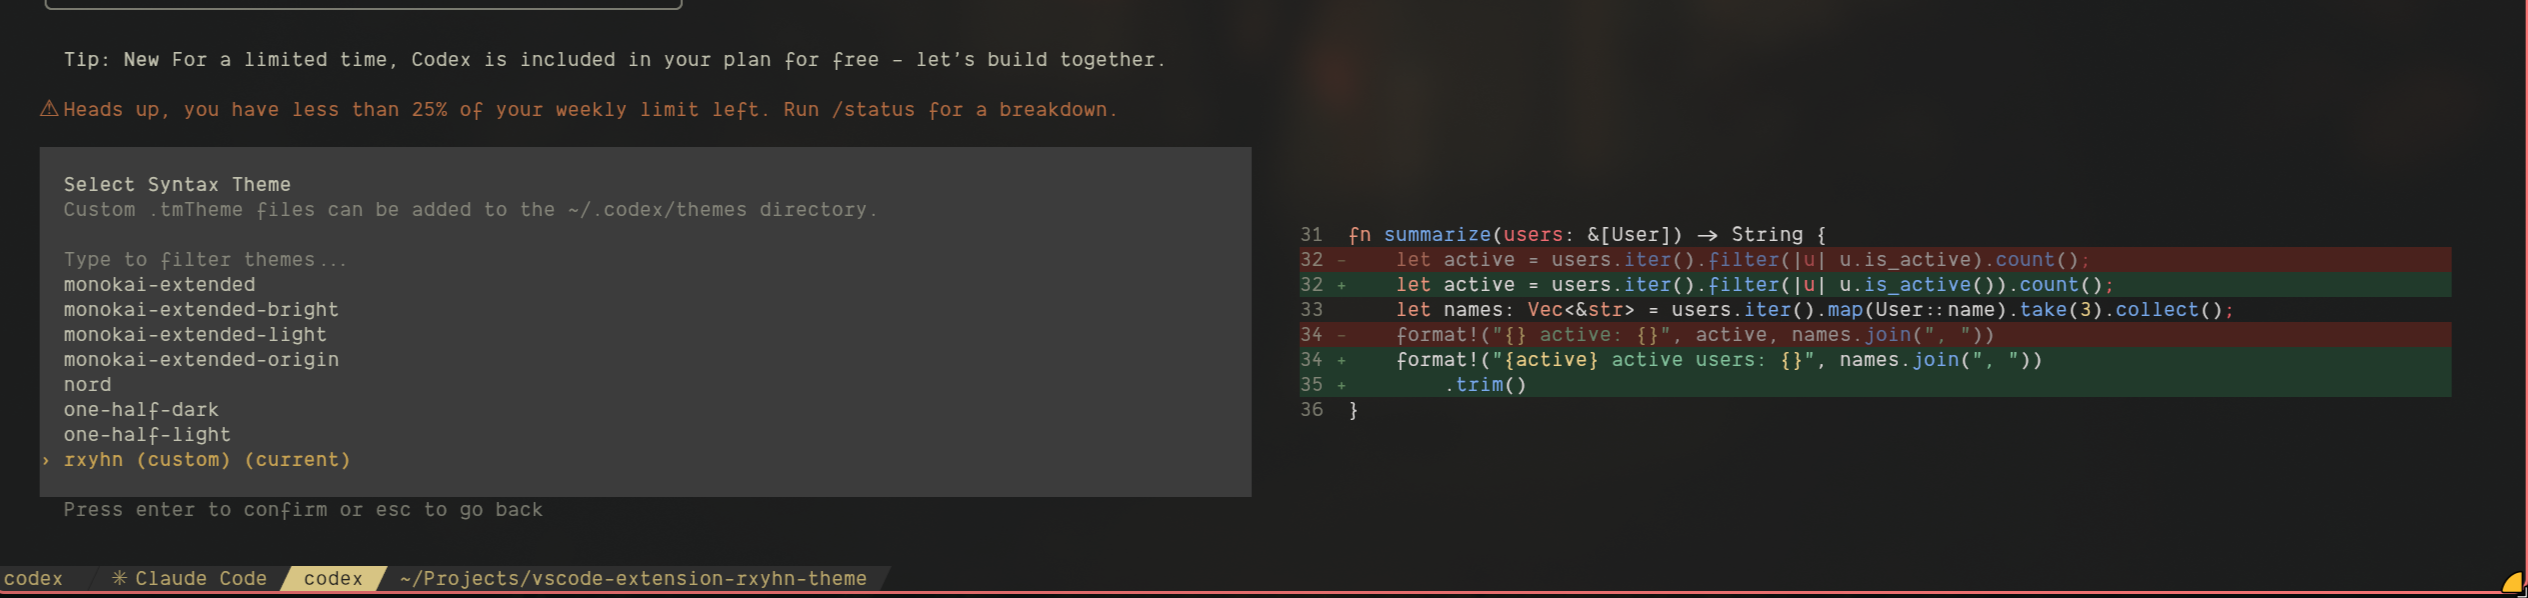 Tip: New For a limited time, Codex is included in your plan for free – let's build together.
⚠ Heads up, you have less than 25% of your weekly limit left. Run /status for a breakdown.
Select Syntax Theme
Custom .tmTheme files can be added to the ~/.codex/themes directory.
Type to filter themes...
monokai-extended
monokai-extended-bright
monokai-extended-light
monokai-extended-origin
nord
one-half-dark
one-half-light
› rxyhn (custom) (current)
Press enter to confirm or esc to go back
31 fn summarize(users: &[User]) -> String {
32 -    let active = users.iter().filter(|u| u.is_active).count();
32 +    let active = users.iter().filter(|u| u.is_active()).count();
33      let names: Vec<&str> = users.iter().map(User::name).take(3).collect();
34 -    format!("{} active: {}", active, names.join(", "))
34 +    format!("{active} active users: {}", names.join(", "))
35 +        .trim()
36 }
codex ✳ Claude Code codex ~/Projects/vscode-extension-rxyhn-theme